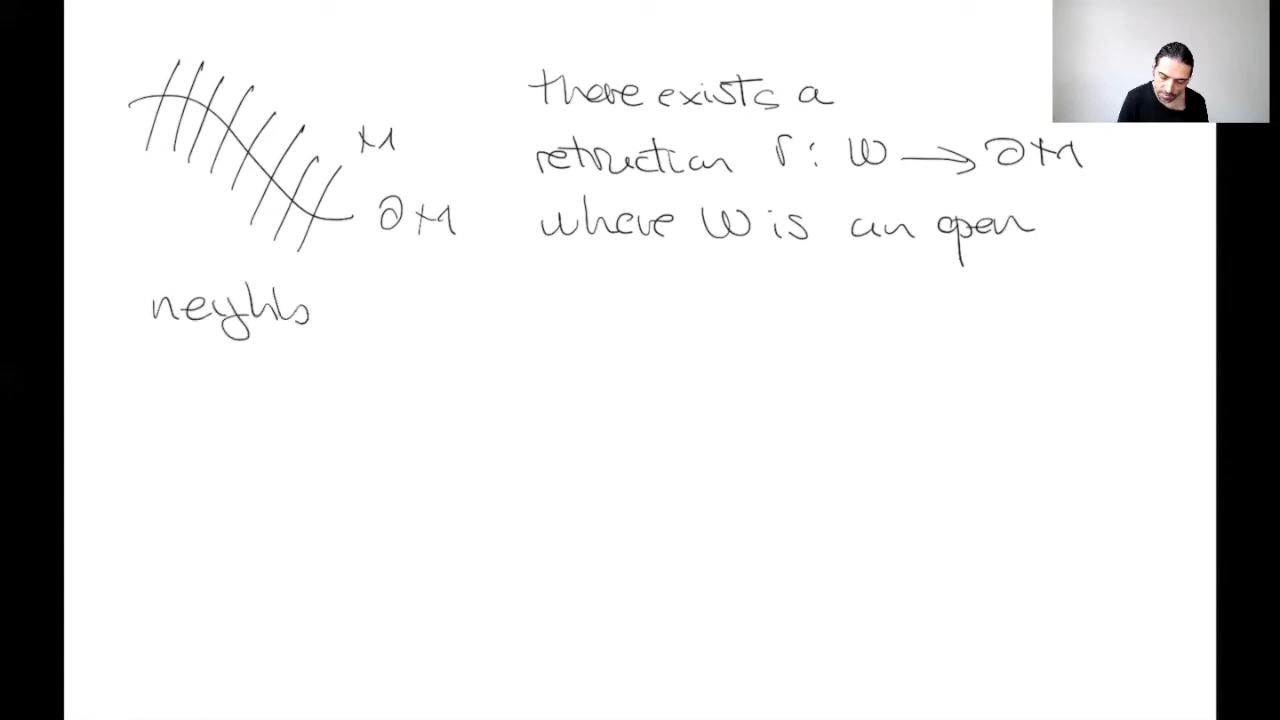 there exists a
retraction r : W → ∂M
where W is an open
M
∂M
neighb